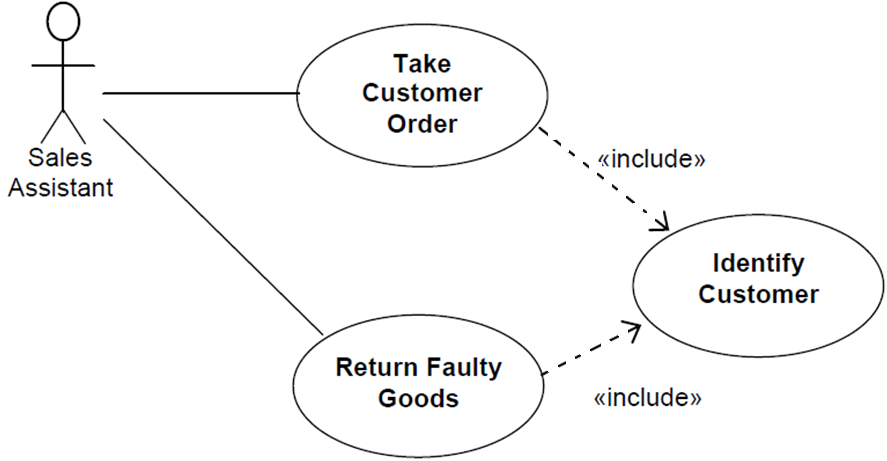 Take
Customer
Order
Sales
Assistant
«include»
Identify
Customer
Return Faulty
Goods
«include»